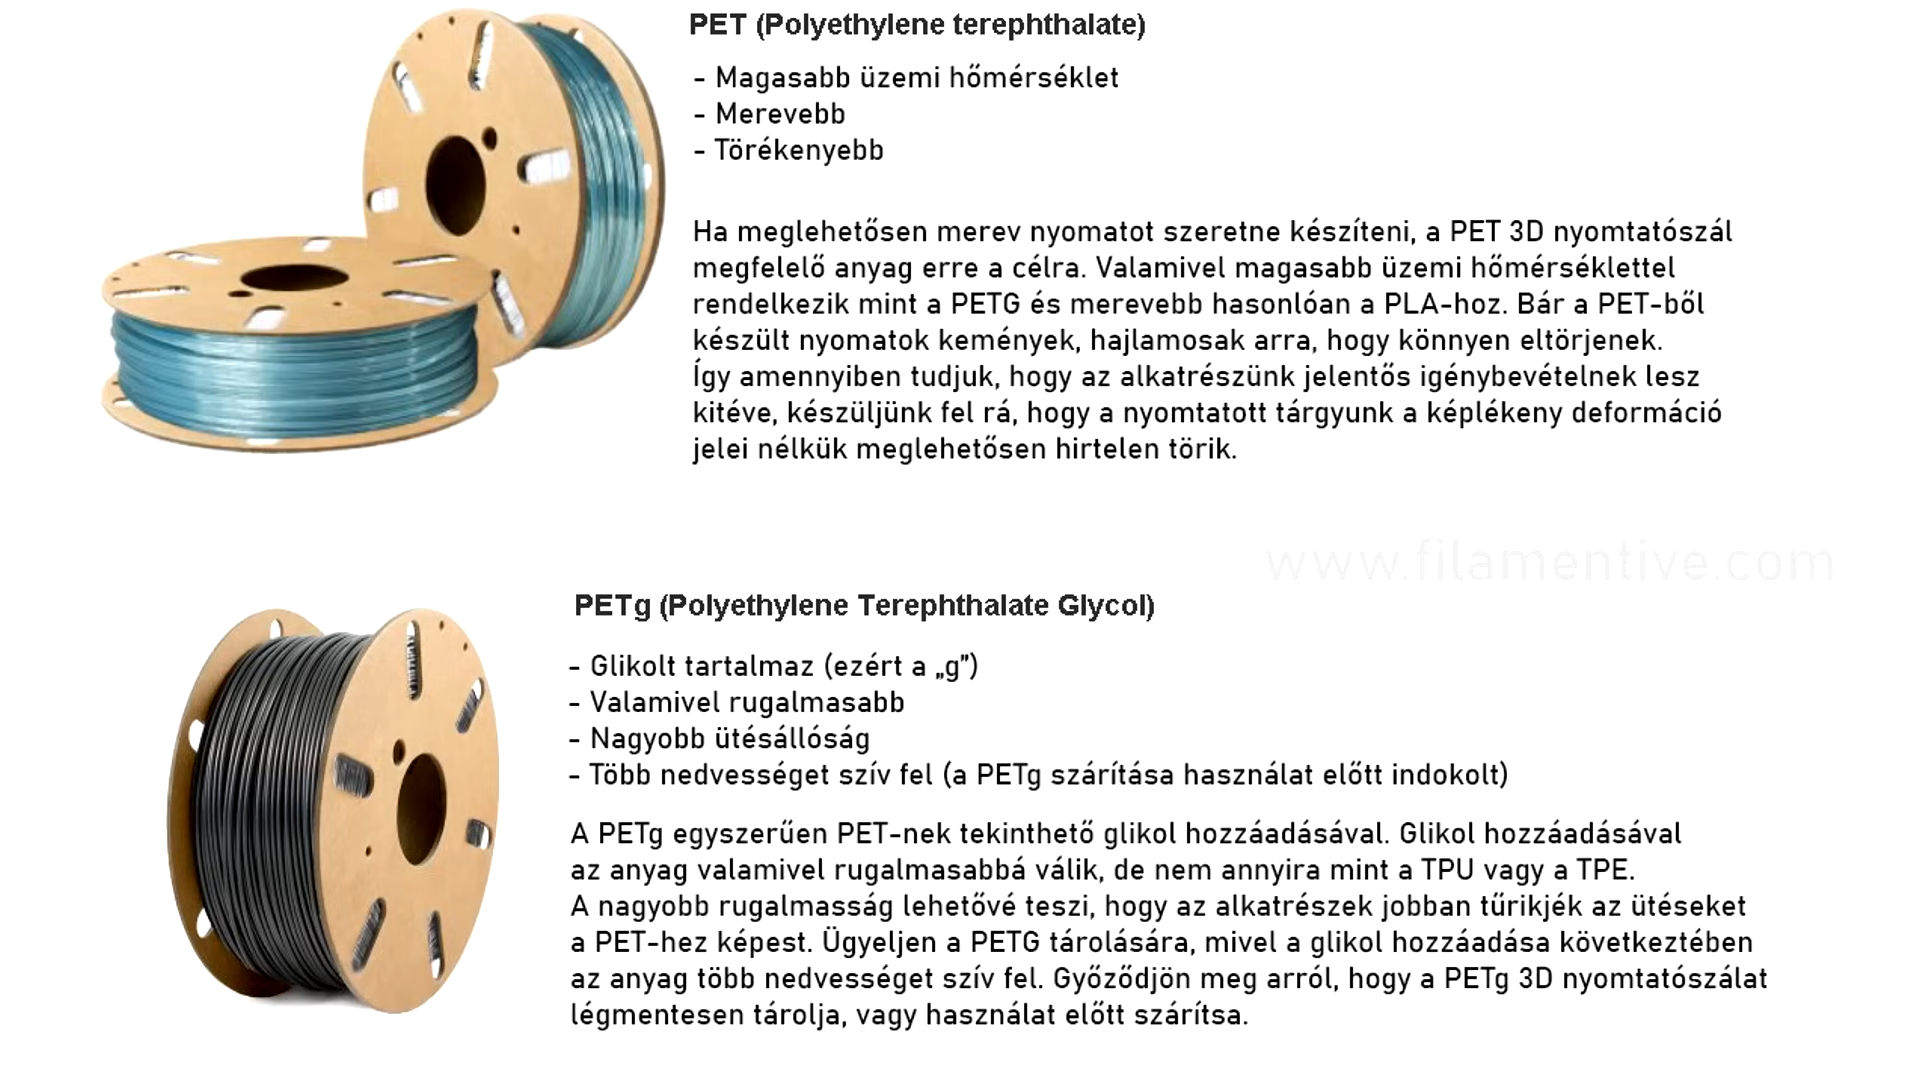 PET (Polyethylene terephthalate)
- Magasabb üzemi hőmérséklet
- Merevebb
- Törékenyebb
Ha meglehetősen merev nyomatot szeretne készíteni, a PET 3D nyomtatószál
megfelelő anyag erre a célra. Valamivel magasabb üzemi hőmérséklettel
rendelkezik mint a PETG és merevebb hasonlóan a PLA-hoz. Bár a PET-ből
készült nyomatok kemények, hajlamosak arra, hogy könnyen eltörjenek.
Így amennyiben tudjuk, hogy az alkatrészünk jelentős igénybevételnek lesz
kitéve, készüljünk fel rá, hogy a nyomtatott tárgyunk a képlékeny deformáció
jelei nélkük meglehetősen hirtelen törik.
www.filamentive.com
PETg (Polyethylene Terephthalate Glycol)
- Glikolt tartalmaz (ezért a „g”)
- Valamivel rugalmasabb
- Nagyobb ütésállóság
- Több nedvességet szív fel (a PETg szárítása használat előtt indokolt)
A PETg egyszerűen PET-nek tekinthető glikol hozzáadásával. Glikol hozzáadásával
az anyag valamivel rugalmasabbá válik, de nem annyira mint a TPU vagy a TPE.
A nagyobb rugalmasság lehetővé teszi, hogy az alkatrészek jobban tűrikjék az ütéseket
a PET-hez képest. Ügyeljen a PETG tárolására, mivel a glikol hozzáadása következtében
az anyag több nedvességet szív fel. Győződjön meg arról, hogy a PETg 3D nyomtatószálat
légmentesen tárolja, vagy használat előtt szárítsa.